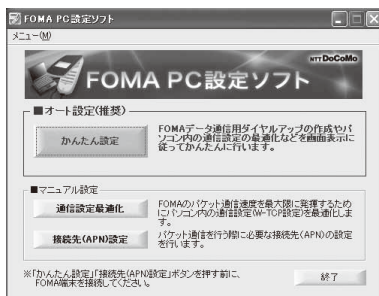 FOMA PC設定ソフト
メニュー(M)
NTT DoCoMo
FOMA PC設定ソフト
■オート設定(推奨)
かんたん設定
FOMAデータ通信用ダイヤルアップの作成やパ
ソコン内の通信設定の最適化などを画面表示に
従ってかんたんに行います。
■マニュアル設定
通信設定最適化
FOMAのパケット通信速度を最大限に発揮するため
にパソコン内の通信設定(W-TCP設定)を最適化しま
す。
接続先(APN)設定
パケット通信を行う際に必要な接続先(APN)の設定
を行います。
※「かんたん設定」「接続先(APN)設定」ボタンを押す前に、
FOMA端末を接続してください。
終了